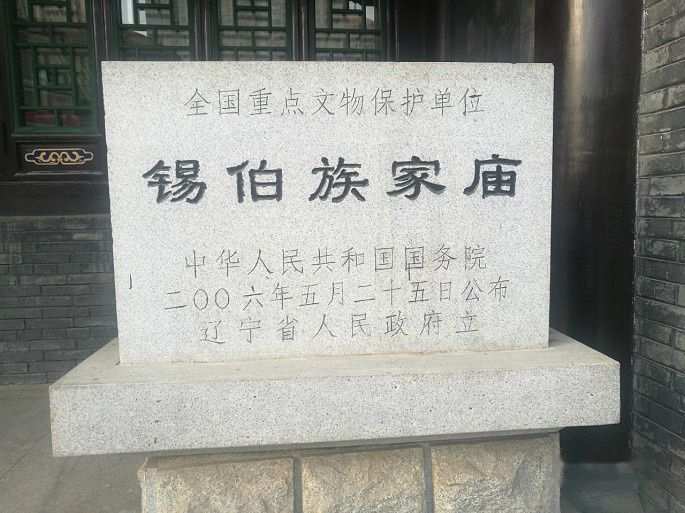 全国重点文物保护单位
锡伯族家庙
中华人民共和国国务院
二〇〇六年五月二十五日公布
辽宁省人民政府立